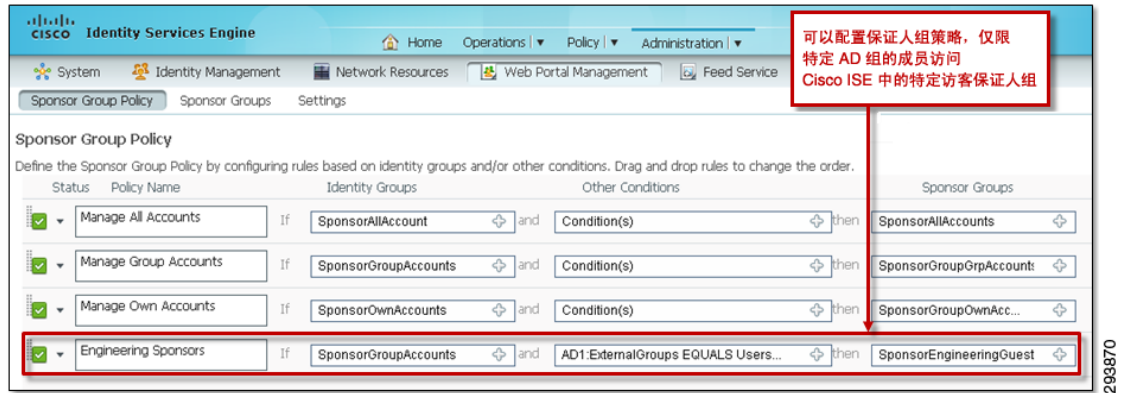 CISCO Identity Services Engine
Home Operations | ▼ Policy | ▼ Administration | ▼
System Identity Management Network Resources Web Portal Management Feed Service
Sponsor Group Policy Sponsor Groups Settings
可以配置保证人组策略，仅限
特定 AD 组的成员访问
Cisco ISE 中的特定访客保证人组
Sponsor Group Policy
Define the Sponsor Group Policy by configuring rules based on identity groups and/or other conditions. Drag and drop rules to change the order.
Status Policy Name Identity Groups Other Conditions Sponsor Groups
Manage All Accounts If SponsorAllAccount and Condition(s) then SponsorAllAccounts
Manage Group Accounts If SponsorGroupAccounts and Condition(s) then SponsorGroupGrpAccounts
Manage Own Accounts If SponsorOwnAccounts and Condition(s) then SponsorGroupOwnAcc...
Engineering Sponsors If SponsorGroupAccounts and AD1:ExternalGroups EQUALS Users... then SponsorEngineeringGuest
293870